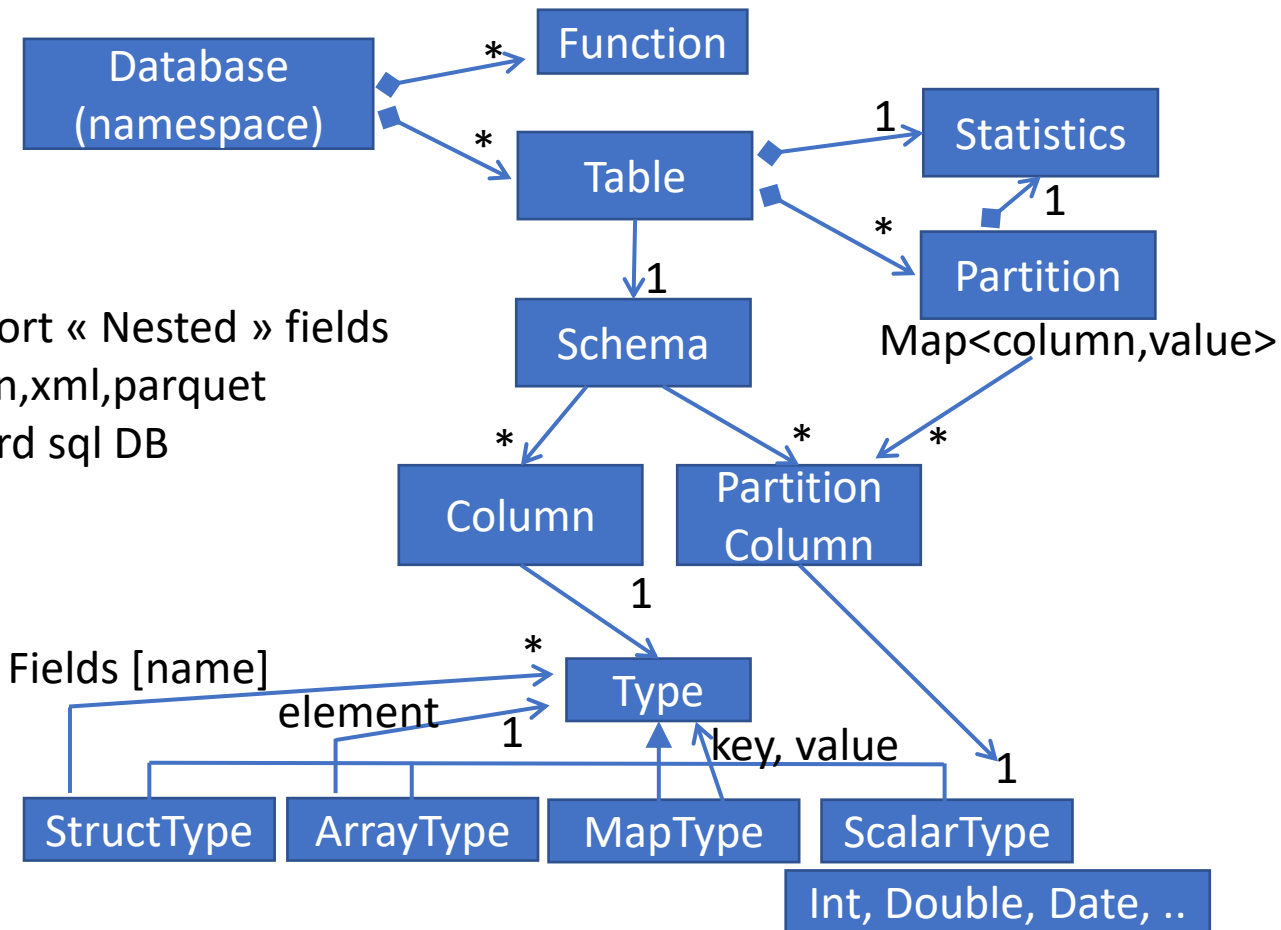 Database
(namespace)
*
Function
*
Table
1
Statistics
1
*
Partition
Map<column,value>
1
Schema
« Nested » fields
xml,parquet
sql DB
*
*
*
Column
Partition
Column
1
Fields [name]
*
element
1
Type
key, value
1
StructType
ArrayType
MapType
ScalarType
Int, Double, Date, ..